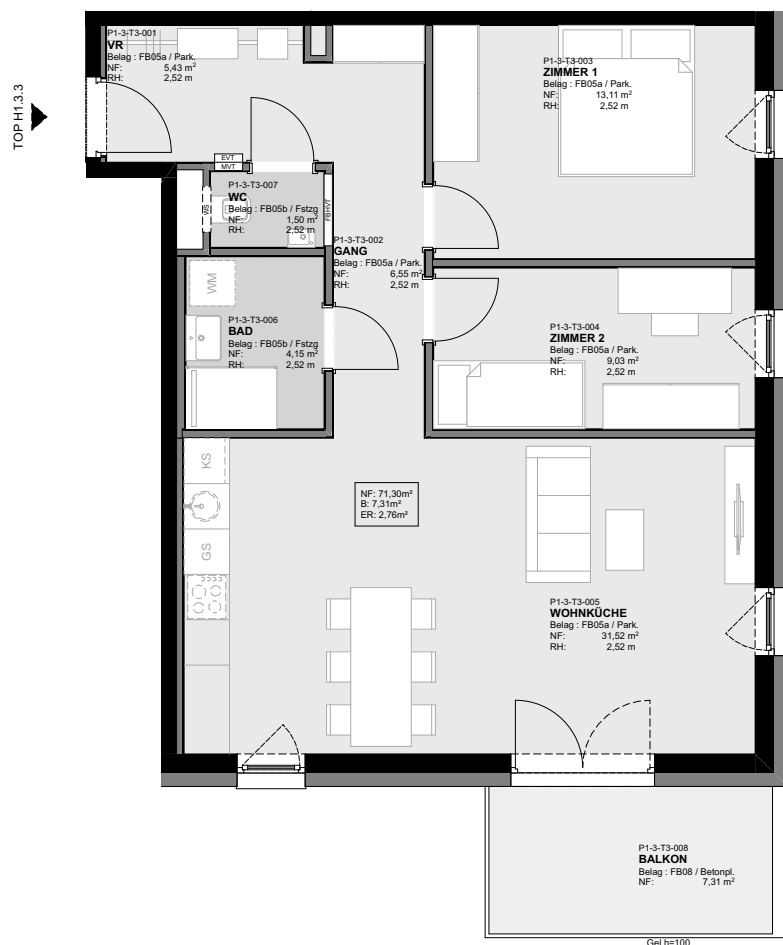 TOP H1.3.3
P1-3-T3-001
VR
Belag : FB05a / Park.
NF: 5,43 m²
RH: 2,52 m
P1-3-T3-003
ZIMMER 1
Belag : FB05a / Park.
NF: 13,11 m²
RH: 2,52 m
EVT
MVT
P1-3-T3-007
WC
Belag : FB05b / Fstzg
NF: 1,50 m²
RH: 2,52 m
WS
FBHVT
P1-3-T3-002
GANG
Belag : FB05a / Park.
NF: 6,55 m²
RH: 2,52 m
WM
P1-3-T3-006
BAD
Belag : FB05b / Fstzg
NF: 4,15 m²
RH: 2,52 m
P1-3-T3-004
ZIMMER 2
Belag : FB05a / Park.
NF: 9,03 m²
RH: 2,52 m
KS
GS
NF: 71,30m²
B: 7,31m²
ER: 2,76m²
P1-3-T3-005
WOHNKÜCHE
Belag : FB05a / Park.
NF: 31,52 m²
RH: 2,52 m
P1-3-T3-008
BALKON
Belag : FB08 / Betonpl.
NF: 7,31 m²
Gel.h=100